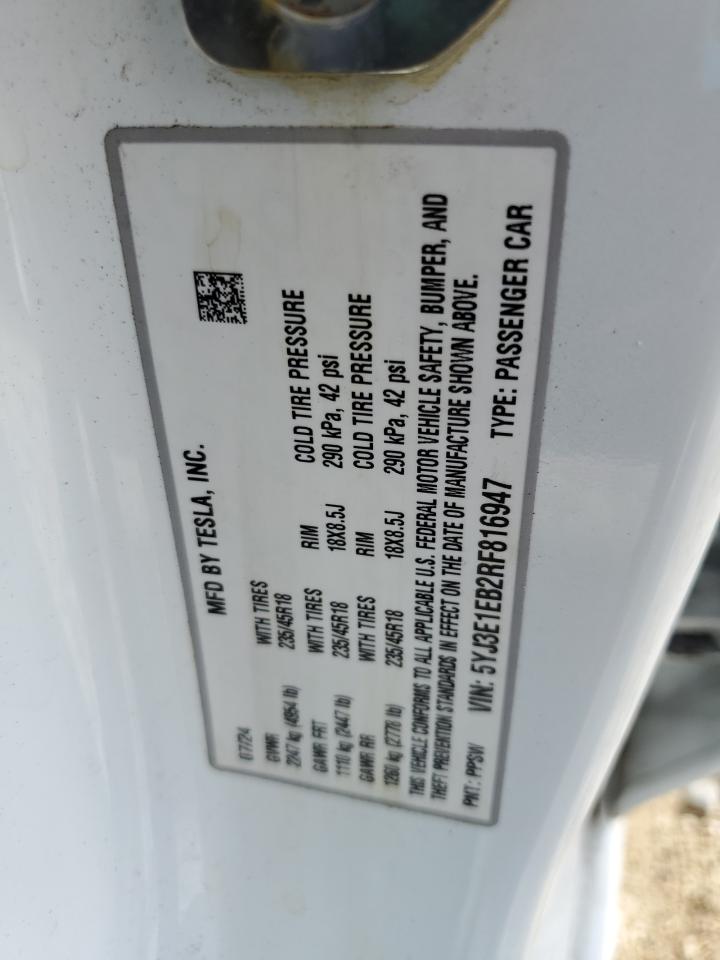 MFD BY TESLA, INC.
07/24
GVWR WITH TIRES RIM COLD TIRE PRESSURE
2247 kg (4954 lb) 235/45R18 18X8.5J 290 kPa, 42 psi
GAWR FRT WITH TIRES RIM COLD TIRE PRESSURE
1110 kg (2447 lb) 235/45R18 18X8.5J 290 kPa, 42 psi
GAWR RR WITH TIRES
1260 kg (2778 lb) 235/45R18
THIS VEHICLE CONFORMS TO ALL APPLICABLE U.S. FEDERAL MOTOR VEHICLE SAFETY, BUMPER, AND
THEFT PREVENTION STANDARDS IN EFFECT ON THE DATE OF MANUFACTURE SHOWN ABOVE.
PNT: PPSW VIN: 5YJ3E1EB2RF816947 TYPE: PASSENGER CAR